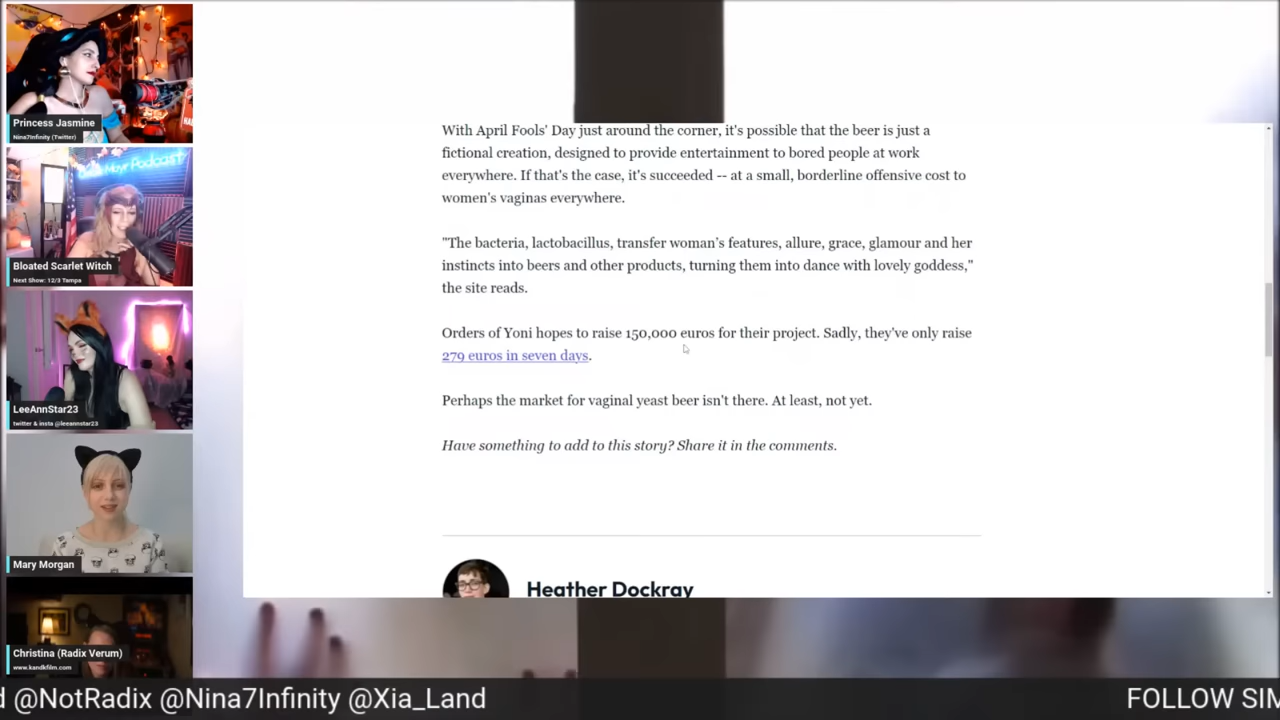 Princess Jasmine
Nina7Infinity (Twitter)
Bloated Scarlet Witch
Next Show: 12/3 Tampa
LeeAnnStar23
twitter & insta @leeannstar23
Mary Morgan
Christina (Radix Verum)
www.kandkfilm.com
With April Fools' Day just around the corner, it's possible that the beer is just a
fictional creation, designed to provide entertainment to bored people at work
everywhere. If that's the case, it's succeeded -- at a small, borderline offensive cost to
women's vaginas everywhere.
"The bacteria, lactobacillus, transfer woman's features, allure, grace, glamour and her
instincts into beers and other products, turning them into dance with lovely goddess,"
the site reads.
Orders of Yoni hopes to raise 150,000 euros for their project. Sadly, they've only raise
279 euros in seven days.
Perhaps the market for vaginal yeast beer isn't there. At least, not yet.
Have something to add to this story? Share it in the comments.
Heather Dockray
@NotRadix @Nina7Infinity @Xia_Land
FOLLOW SIM